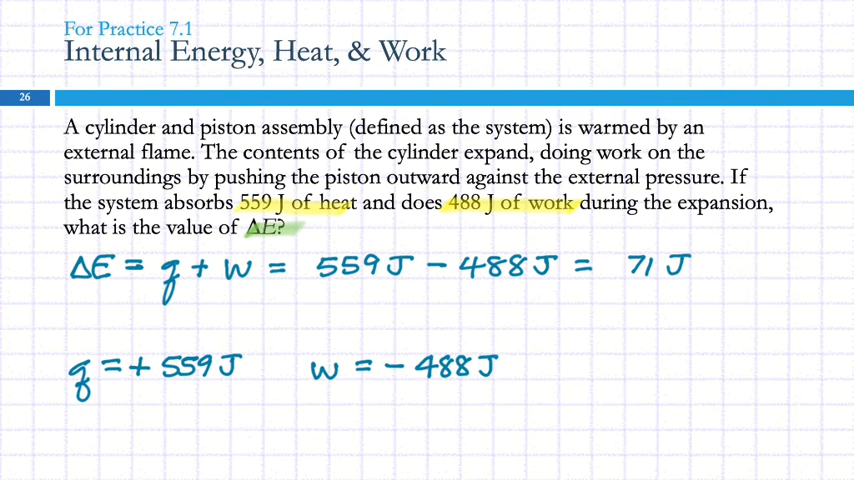 For Practice 7.1
Internal Energy, Heat, & Work
26
A cylinder and piston assembly (defined as the system) is warmed by an
external flame. The contents of the cylinder expand, doing work on the
surroundings by pushing the piston outward against the external pressure. If
the system absorbs 559 J of heat and does 488 J of work during the expansion,
what is the value of ΔE?
ΔE = q + w = 559 J - 488 J = 71 J
q = + 559 J w = - 488 J